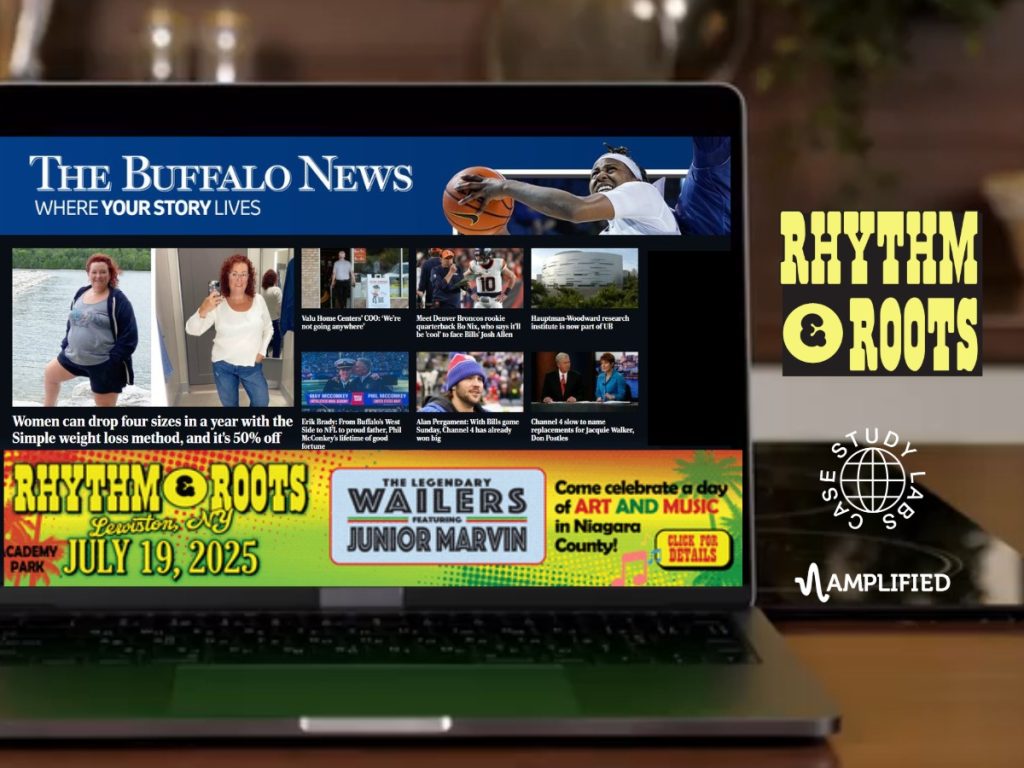 THE BUFFALO NEWS
WHERE YOUR STORY LIVES
Women can drop four sizes in a year with the
Simple weight loss method, and it's 50% off
Valu Home Centers' COO: 'We're
not going anywhere'
Meet Denver Broncos rookie
quarterback Bo Nix, who says it'll
be 'cool' to face Bills' Josh Allen
10
Hauptman-Woodward research
institute is now part of UB
MAY MCCONKEY
PHIL MCCONKEY
Erik Brady: From Buffalo's West
Side to NFL to proud father, Phil
McConkey's lifetime of good
fortune
Alan Pergament: With Bills game
Sunday, Channel 4 has already
won big
Channel 4 slow to name
replacements for Jacquie Walker,
Don Postles
RHYTHM & ROOTS
Lewiston, NY
ACADEMY
PARK
JULY 19, 2025
THE LEGENDARY
WAILERS
FEATURING
JUNIOR MARVIN
Come celebrate a day
of ART AND MUSIC
in Niagara
County!
CLICK FOR
DETAILS
RHYTHM
& ROOTS
CASE STUDY LABS
AMPLIFIED